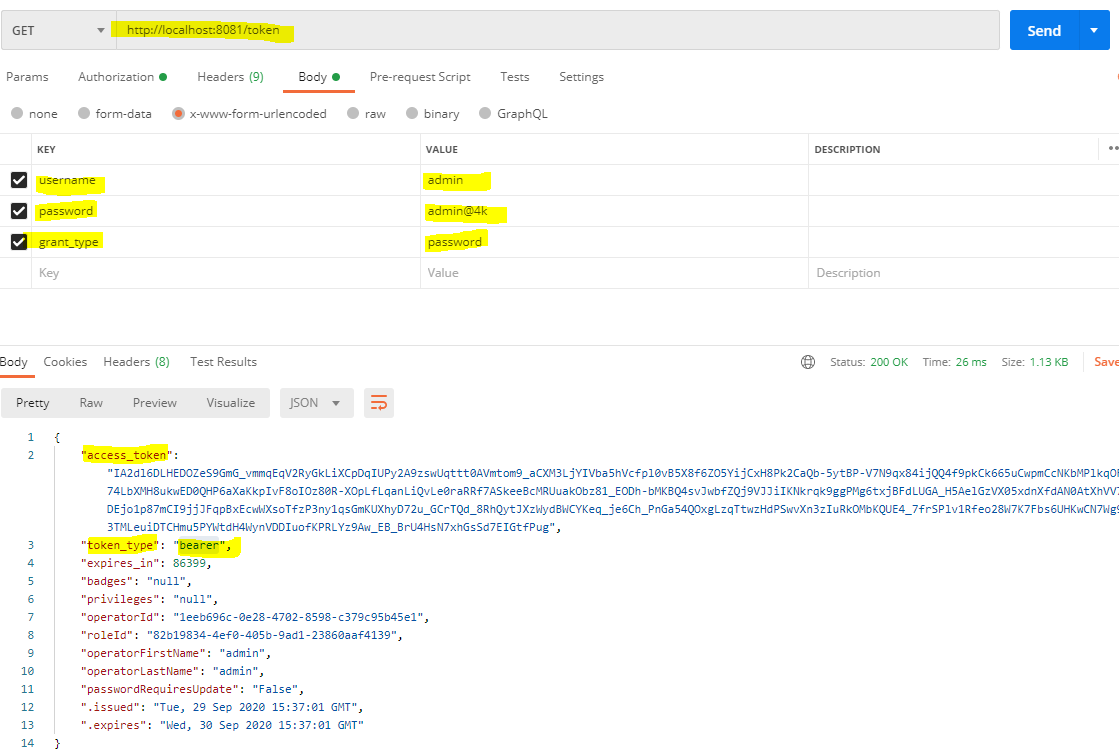 GET http://localhost:8081/token Send
Params Authorization Headers (9) Body Pre-request Script Tests Settings
none form-data x-www-form-urlencoded raw binary GraphQL
KEY VALUE DESCRIPTION
username admin
password admin@4k
grant_type password
Key Value Description
Body Cookies Headers (8) Test Results Status: 200 OK Time: 26 ms Size: 1.13 KB Save
Pretty Raw Preview Visualize JSON
1 {
2 "access_token":
3 "token_type": "bearer",
4 "expires_in": 86399,
5 "badges": "null",
6 "privileges": "null",
7 "operatorId": "1eeb696c-0e28-4702-8598-c379c95b45e1",
8 "roleId": "82b19834-4ef0-405b-9ad1-23860aaf4139",
9 "operatorFirstName": "admin",
10 "operatorLastName": "admin",
11 "passwordRequiresUpdate": "False",
12 ".issued": "Tue, 29 Sep 2020 15:37:01 GMT",
13 ".expires": "Wed, 30 Sep 2020 15:37:01 GMT"
14 }